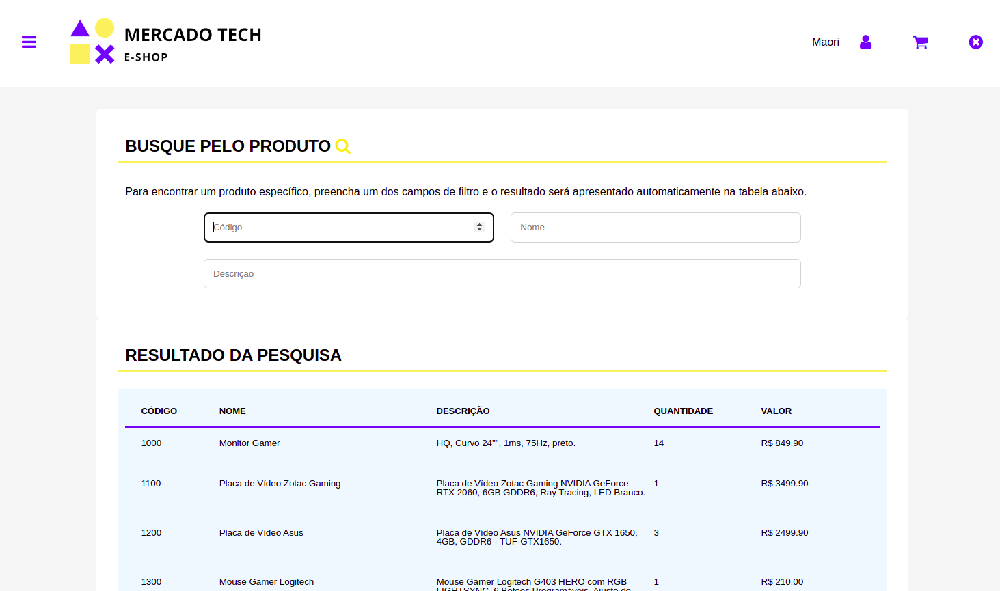 MERCADO TECH
E-SHOP
Maori
BUSQUE PELO PRODUTO
Para encontrar um produto específico, preencha um dos campos de filtro e o resultado será apresentado automaticamente na tabela abaixo.
Código
Nome
Descrição
RESULTADO DA PESQUISA
CÓDIGO NOME DESCRIÇÃO QUANTIDADE VALOR
1000 Monitor Gamer HQ, Curvo 24"", 1ms, 75Hz, preto. 14 R$ 849.90
1100 Placa de Vídeo Zotac Gaming Placa de Vídeo Zotac Gaming NVIDIA GeForce 1 R$ 3499.90
RTX 2060, 6GB GDDR6, Ray Tracing, LED Branco.
1200 Placa de Vídeo Asus Placa de Vídeo Asus NVIDIA GeForce GTX 1650, 3 R$ 2499.90
4GB, GDDR6 - TUF-GTX1650.
1300 Mouse Gamer Logitech Mouse Gamer Logitech G403 HERO com RGB 1 R$ 210.00
LIGHTSYNC, 6 Botões Programáveis, Ajuste de